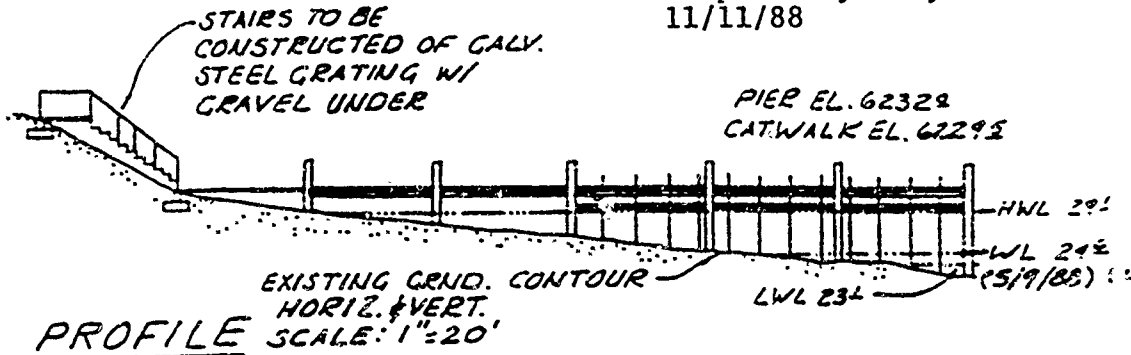 11/11/88
STAIRS TO BE
CONSTRUCTED OF GALV.
STEEL GRATING W/
GRAVEL UNDER
PIER EL. 6232±
CATWALK EL. 6229±
HWL 29±
WL 24±
(5/9/88)
LWL 23±
EXISTING GRND. CONTOUR
HORIZ. & VERT.
SCALE: 1"=20'
PROFILE